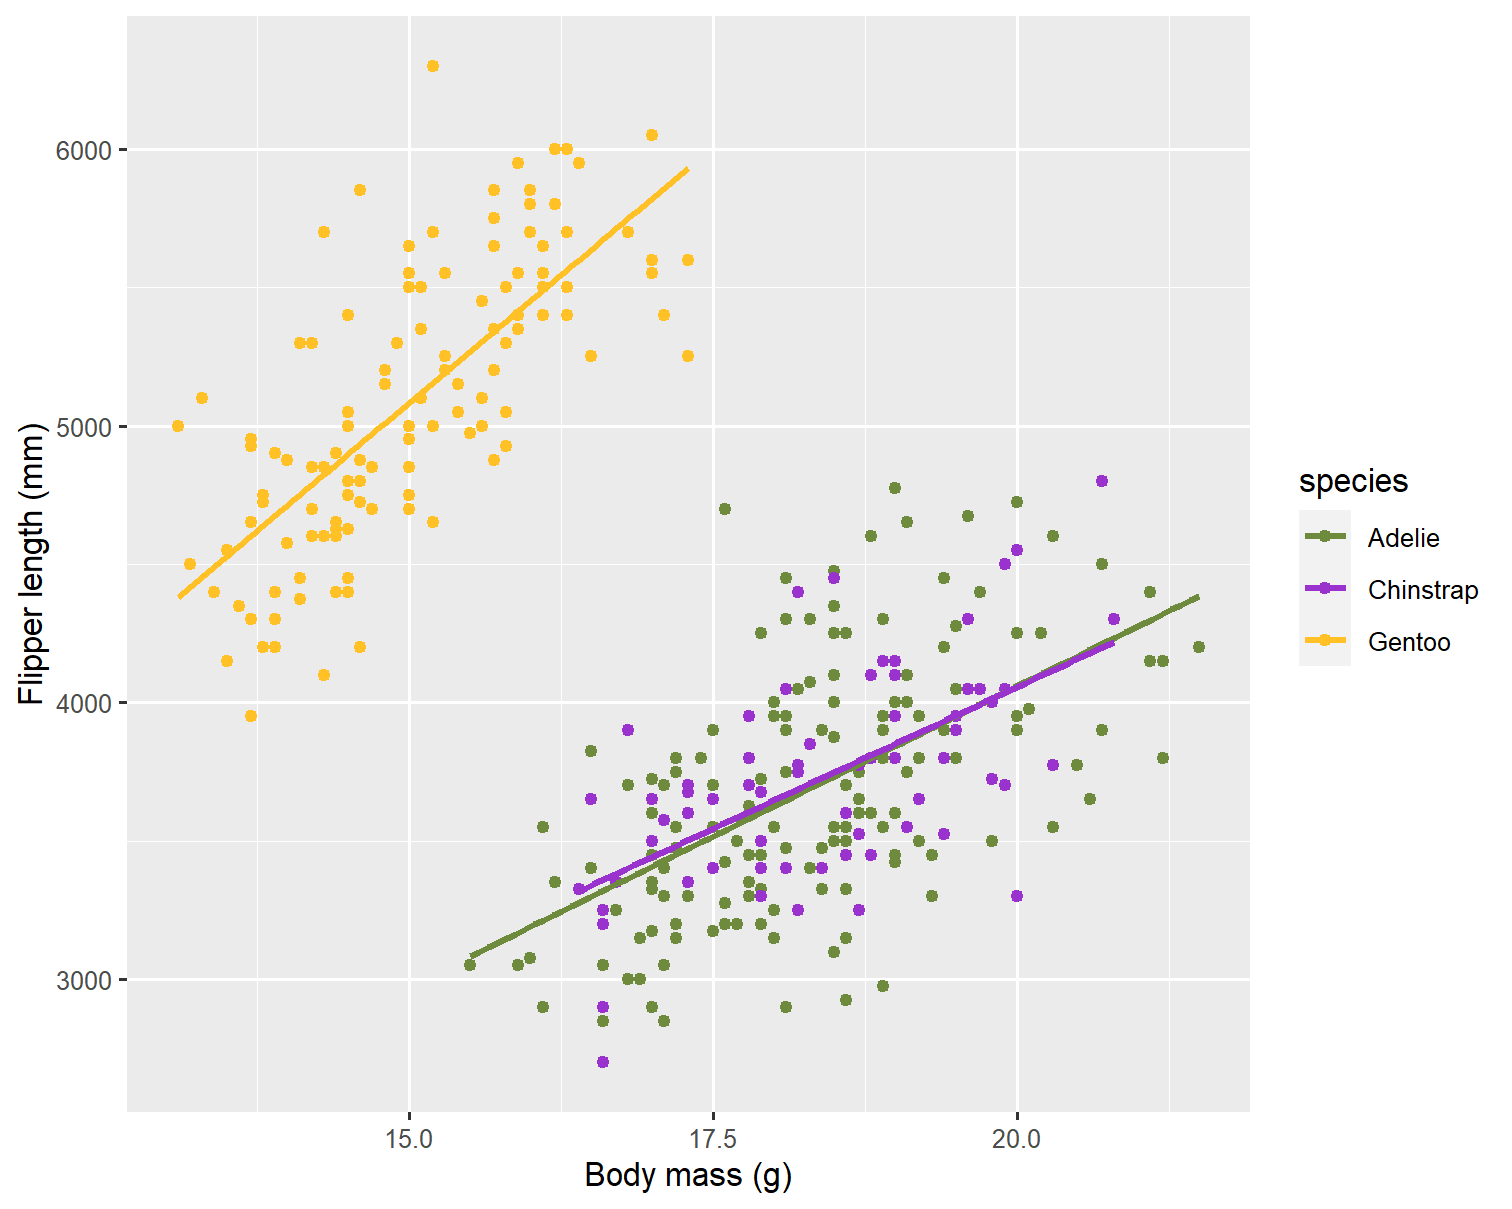 6000
5000
4000
3000
Flipper length (mm)
15.0
17.5
20.0
Body mass (g)
species
Adelie
Chinstrap
Gentoo